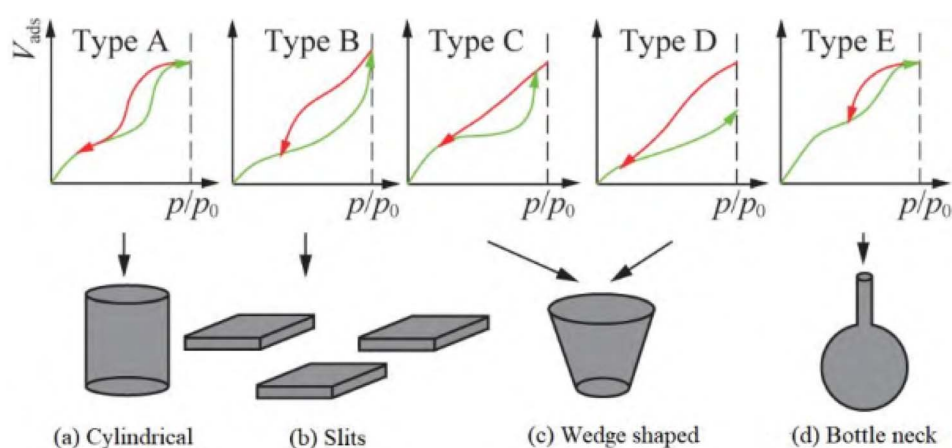 V_ads
Type A
Type B
Type C
Type D
Type E
p/p₀
p/p₀
p/p₀
p/p₀
p/p₀
(a) Cylindrical
(b) Slits
(c) Wedge shaped
(d) Bottle neck